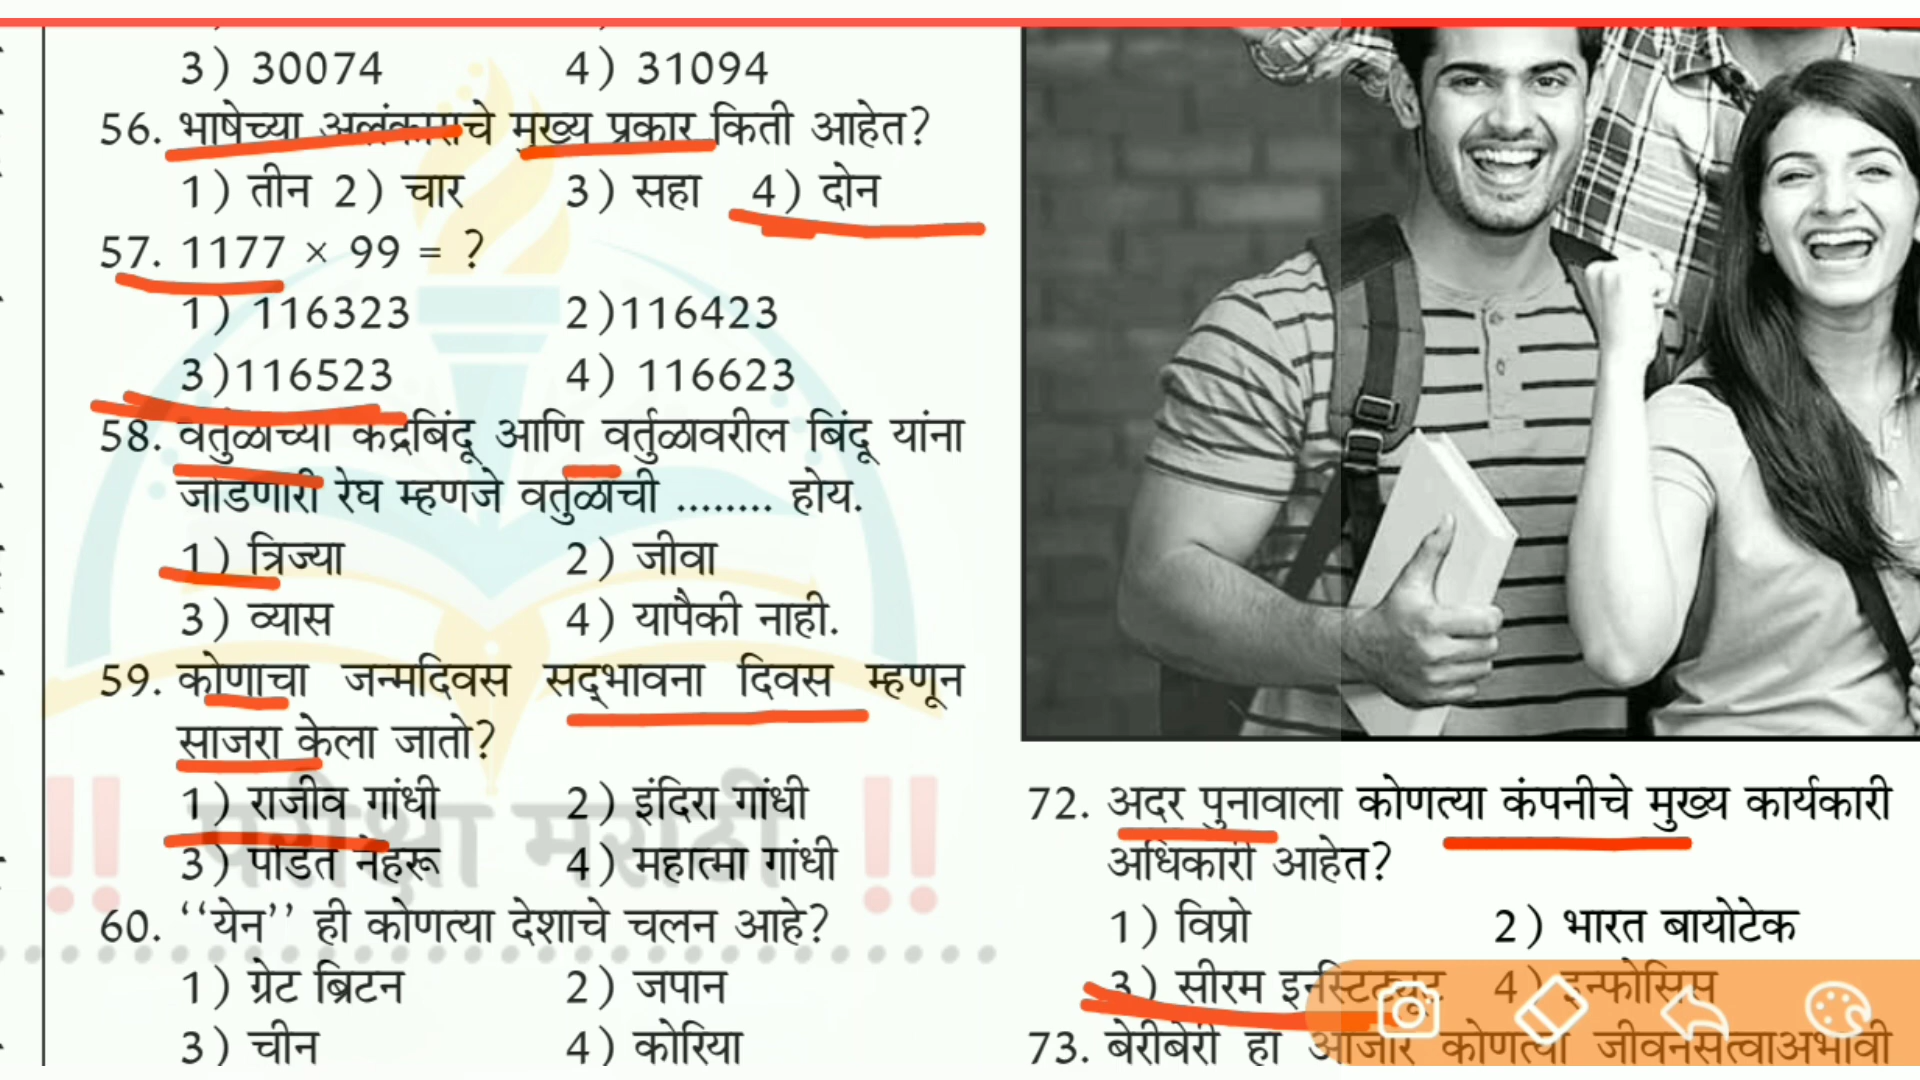 3) 30074 4) 31094
56. भाषेच्या अलंकाराचे मुख्य प्रकार किती आहेत?
1) तीन 2) चार 3) सहा 4) दोन
57. 1177 × 99 = ?
1) 116323 2)116423
3)116523 4) 116623
58. वर्तुळाच्या केंद्रबिंदू आणि वर्तुळावरील बिंदू यांना
जोडणारी रेघ म्हणजे वर्तुळाची ........ होय.
1) त्रिज्या 2) जीवा
3) व्यास 4) यापैकी नाही.
59. कोणाचा जन्मदिवस सद्‌भावना दिवस म्हणून
साजरा केला जातो?
1) राजीव गांधी 2) इंदिरा गांधी
3) पंडित नेहरू 4) महात्मा गांधी
!! परीक्षा मराठी !!
60. ‘‘येन’’ ही कोणत्या देशाचे चलन आहे?
1) ग्रेट ब्रिटन 2) जपान
3) चीन 4) कोरिया
72. अदर पुनावाला कोणत्या कंपनीचे मुख्य कार्यकारी
अधिकारी आहेत?
1) विप्रो 2) भारत बायोटेक
3) सीरम इन्स्टिट्यूट 4) इन्फोसिस
73. बेरीबेरी हा आजार कोणत्या जीवनसत्वाअभावी